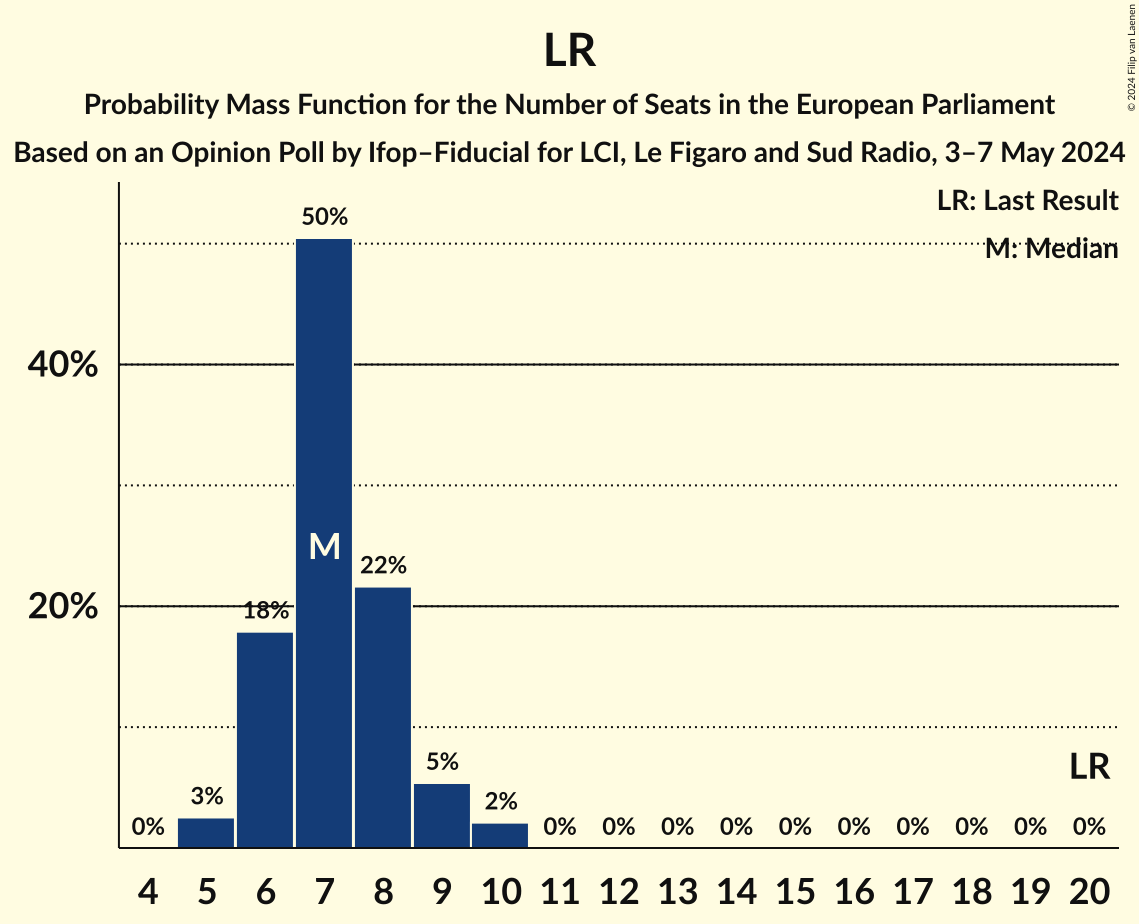 LR
Probability Mass Function for the Number of Seats in the European Parliament
Based on an Opinion Poll by Ifop–Fiducial for LCI, Le Figaro and Sud Radio, 3–7 May 2024
© 2024 Filip van Laenen
LR: Last Result
M: Median
50%
40%
M
22%
20%
18%
LR
5%
3%
2%
0% 0% 0% 0% 0% 0% 0% 0% 0% 0% 0%
4 5 6 7 8 9 10 11 12 13 14 15 16 17 18 19 20